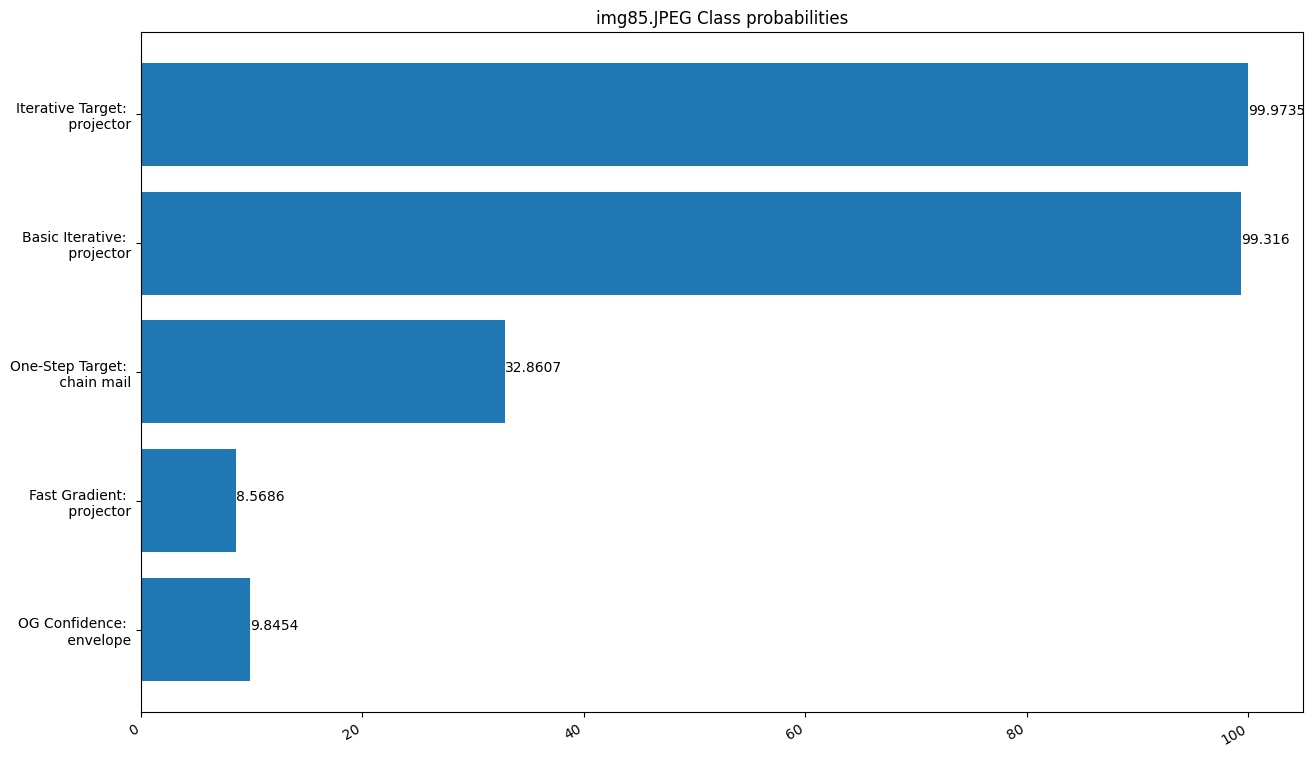 img85.JPEG Class probabilities
Iterative Target:
projector
99.9735
Basic Iterative:
projector
99.316
One-Step Target:
chain mail
32.8607
Fast Gradient:
projector
8.5686
OG Confidence:
envelope
9.8454
0
20
40
60
80
100